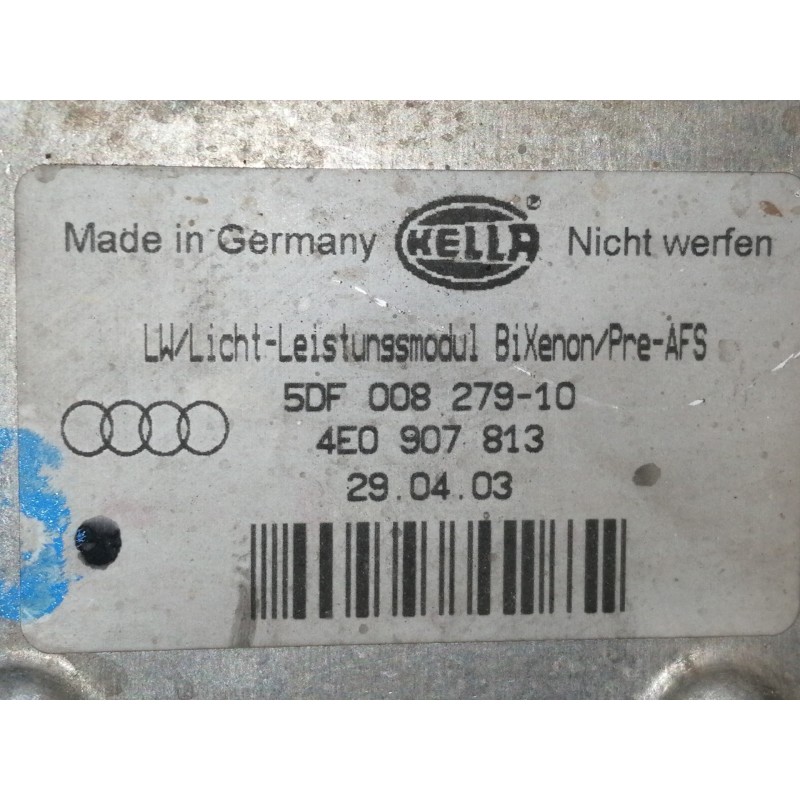 Made in Germany HELLA® Nicht werfen
LW/Licht-Leistungsmodul BiXenon/Pre-AFS
5DF 008 279-10
4E0 907 813
29.04.03